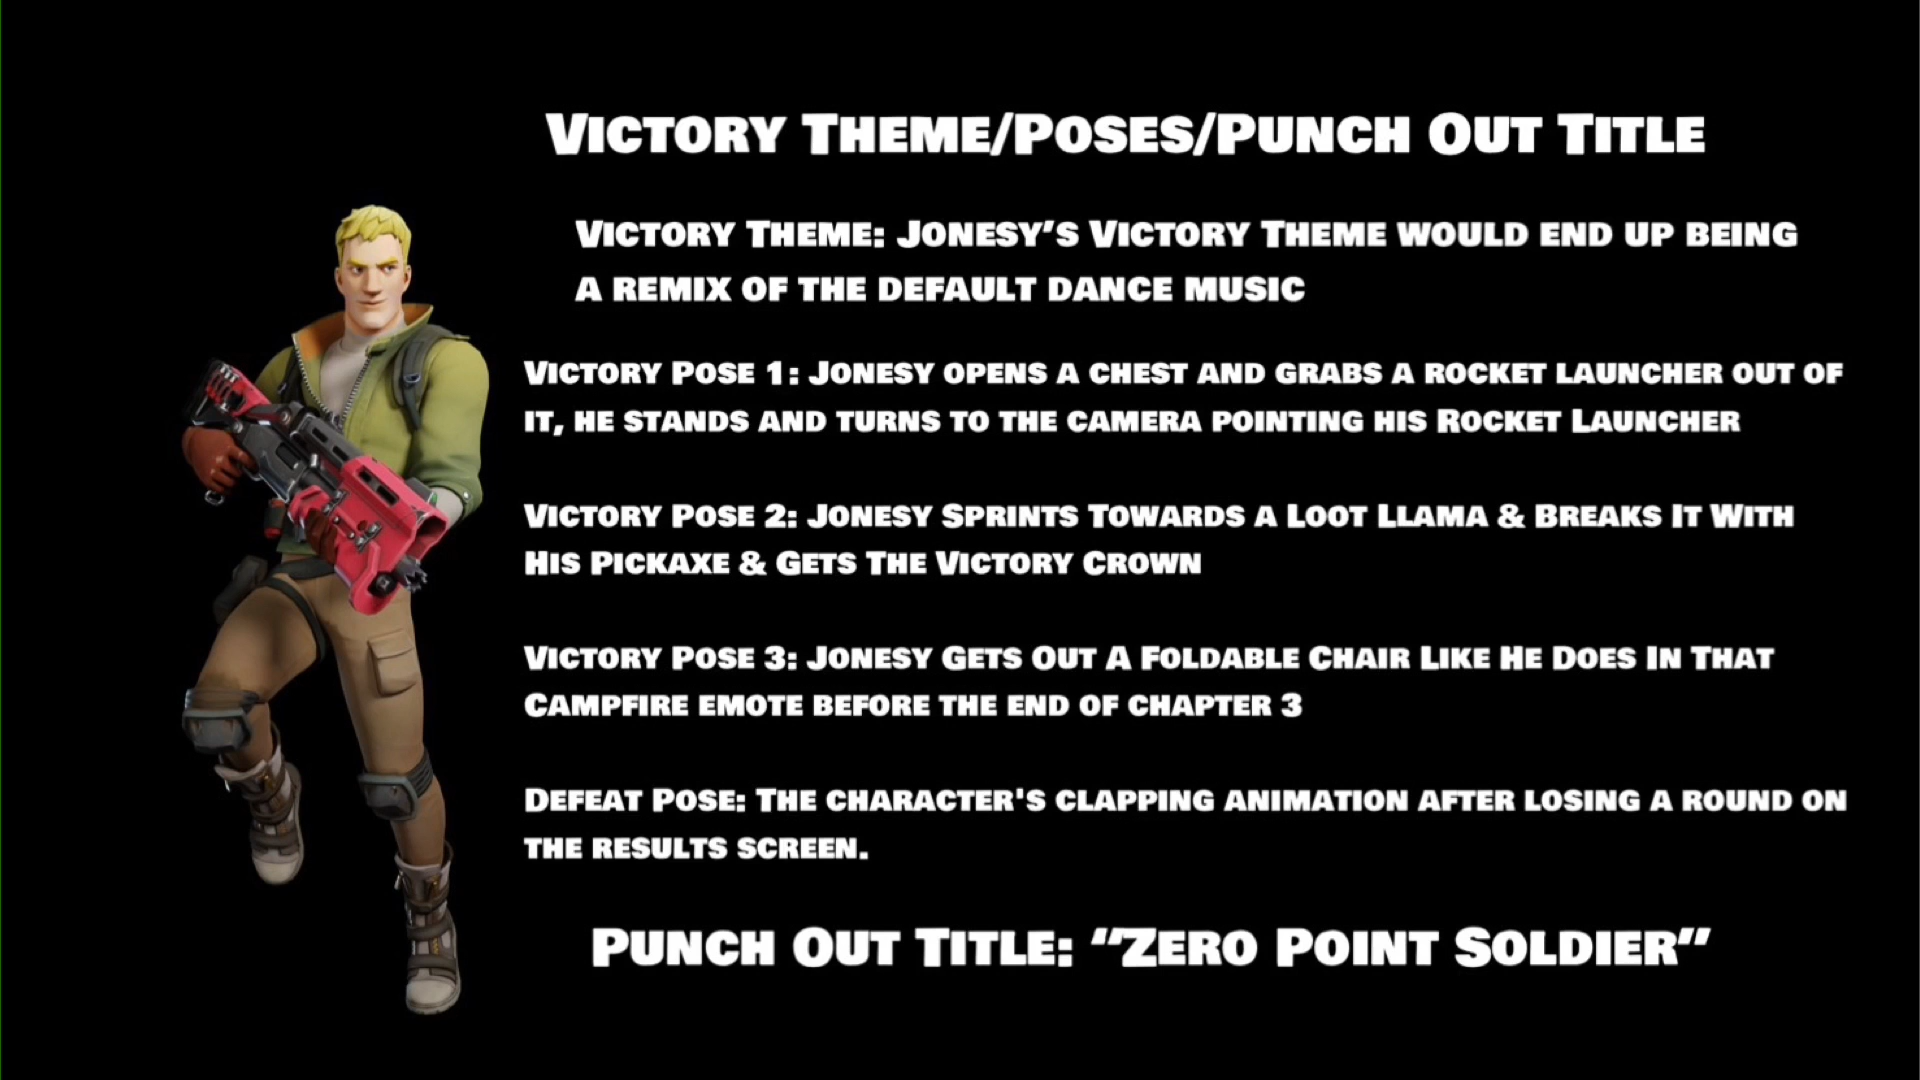 Victory Theme/Poses/Punch Out Title
Victory Theme: Jonesy’s Victory Theme would end up being
a remix of the default dance music
Victory Pose 1: Jonesy opens a chest and grabs a rocket launcher out of
it, he stands and turns to the camera pointing his Rocket Launcher
Victory Pose 2: Jonesy Sprints Towards a Loot Llama & Breaks It With
His Pickaxe & Gets The Victory Crown
Victory Pose 3: Jonesy Gets Out A Foldable Chair Like He Does In That
Campfire emote before the end of chapter 3
Defeat Pose: The character's clapping animation after losing a round on
the results screen.
Punch Out Title: “Zero Point Soldier”